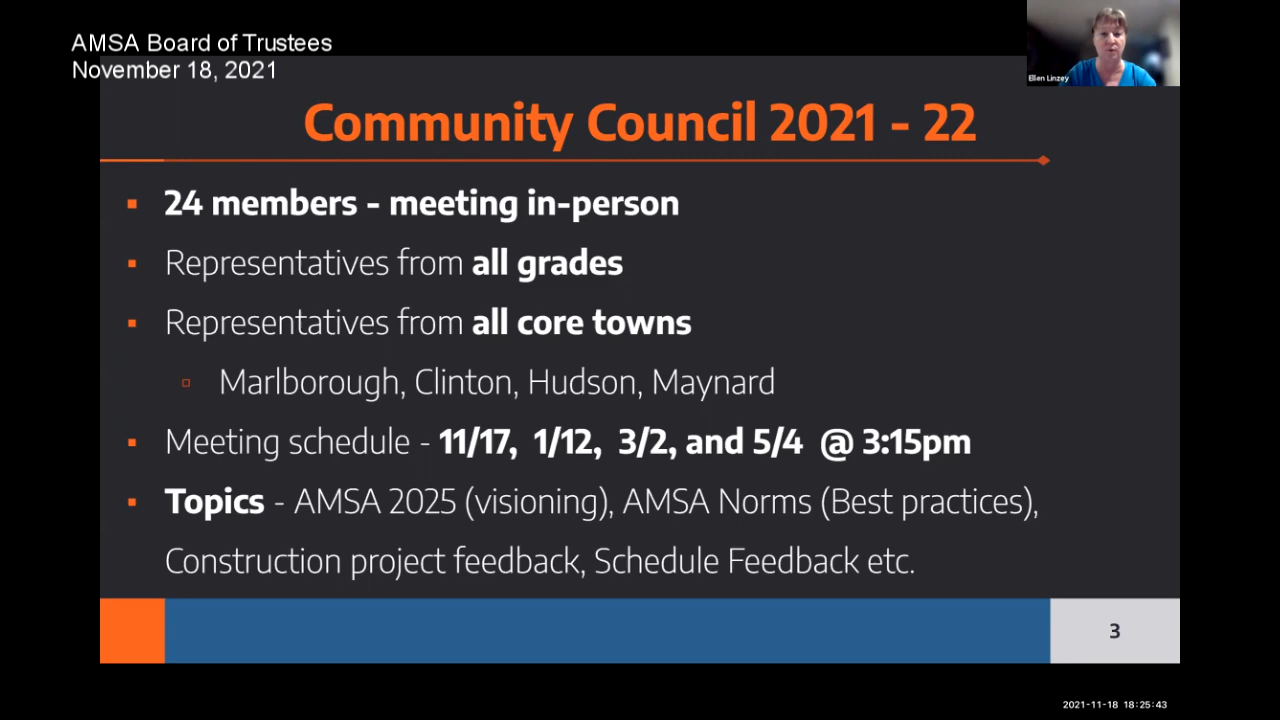 AMSA Board of Trustees
November 18, 2021
Ellen Linzey
Community Council 2021 - 22
24 members - meeting in-person
Representatives from all grades
Representatives from all core towns
Marlborough, Clinton, Hudson, Maynard
Meeting schedule - 11/17, 1/12, 3/2, and 5/4 @ 3:15pm
Topics - AMSA 2025 (visioning), AMSA Norms (Best practices),
Construction project feedback, Schedule Feedback etc.
3
2021-11-18 18:25:43